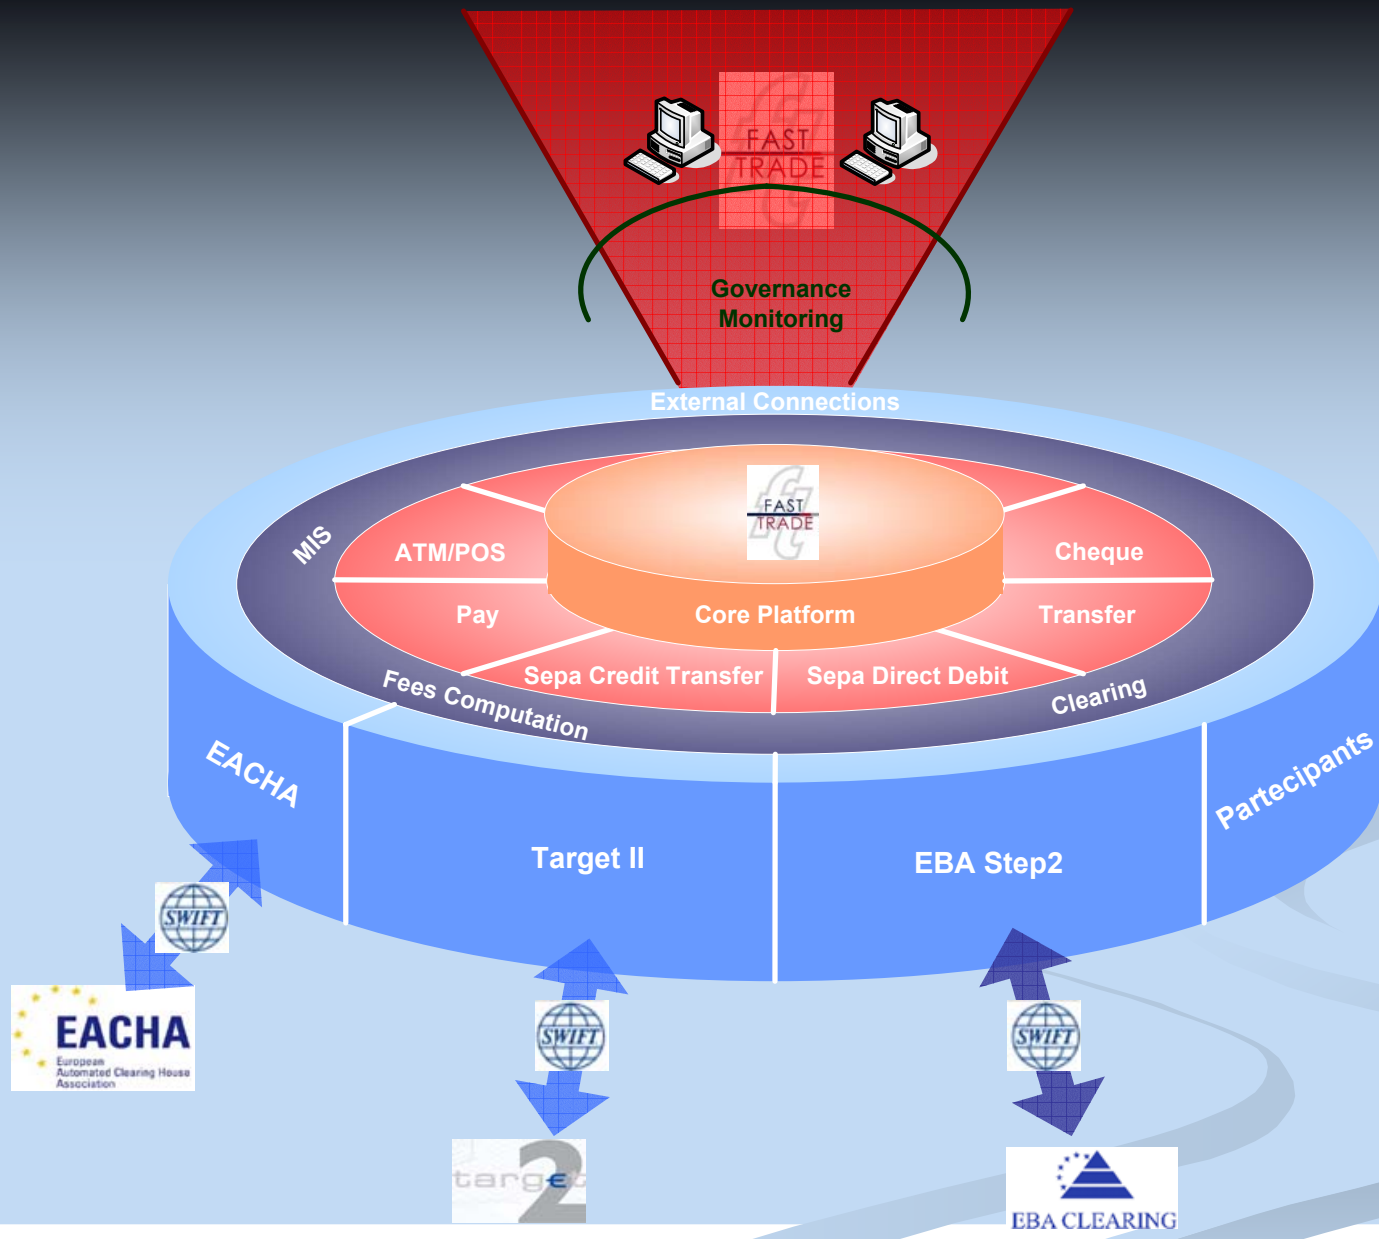 FAST
TRADE
Governance
Monitoring
External Connections
FAST
TRADE
MIS
ATM/POS
Cheque
Pay
Core Platform
Transfer
Sepa Credit Transfer
Sepa Direct Debit
Fees Computation
Clearing
EACHA
Target II
EBA Step2
Partecipants
SWIFT
SWIFT
SWIFT
EACHA
European
Automated Clearing House
Association
target
2
EBA CLEARING